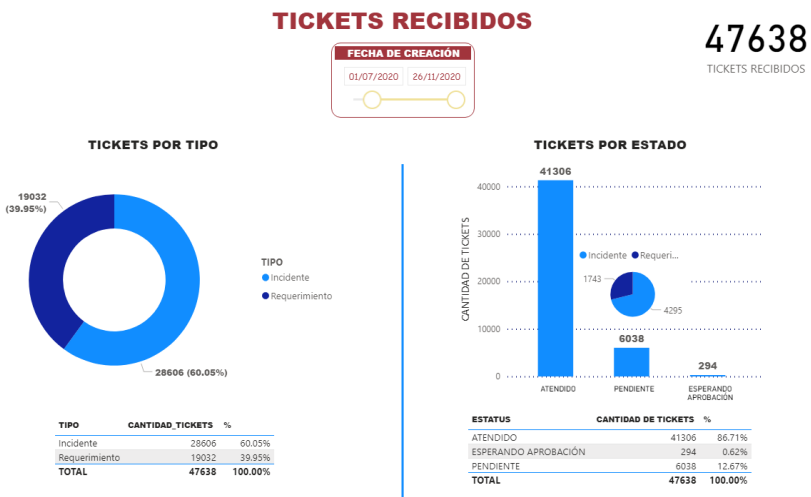 TICKETS RECIBIDOS
FECHA DE CREACIÓN
01/07/2020 26/11/2020
47638
TICKETS RECIBIDOS
TICKETS POR TIPO
19032
(39.95%)
28606 (60.05%)
TIPO
Incidente
Requerimiento
TIPO CANTIDAD_TICKETS %
Incidente 28606 60.05%
Requerimiento 19032 39.95%
TOTAL 47638 100.00%
TICKETS POR ESTADO
CANTIDAD DE TICKETS
40000
30000
20000
10000
0
41306
6038
294
Incidente Requeri...
1743
4295
ATENDIDO
PENDIENTE
ESPERANDO
APROBACIÓN
ESTATUS CANTIDAD DE TICKETS %
ATENDIDO 41306 86.71%
ESPERANDO APROBACIÓN 294 0.62%
PENDIENTE 6038 12.67%
TOTAL 47638 100.00%